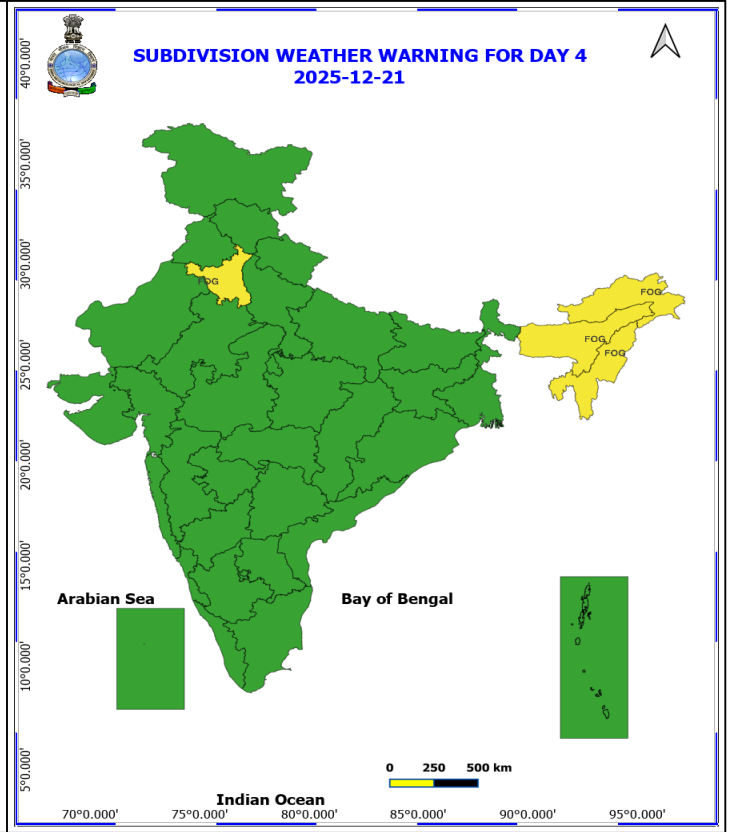 SUBDIVISION WEATHER WARNING FOR DAY 4
2025-12-21
40°0.000'
35°0.000'
30°0.000'
25°0.000'
20°0.000'
15°0.000'
10°0.000'
5°0.000'
FOG
FOG
FOG
FOG
Arabian Sea
Bay of Bengal
0 250 500 km
Indian Ocean
70°0.000' 75°0.000' 80°0.000' 85°0.000' 90°0.000' 95°0.000'